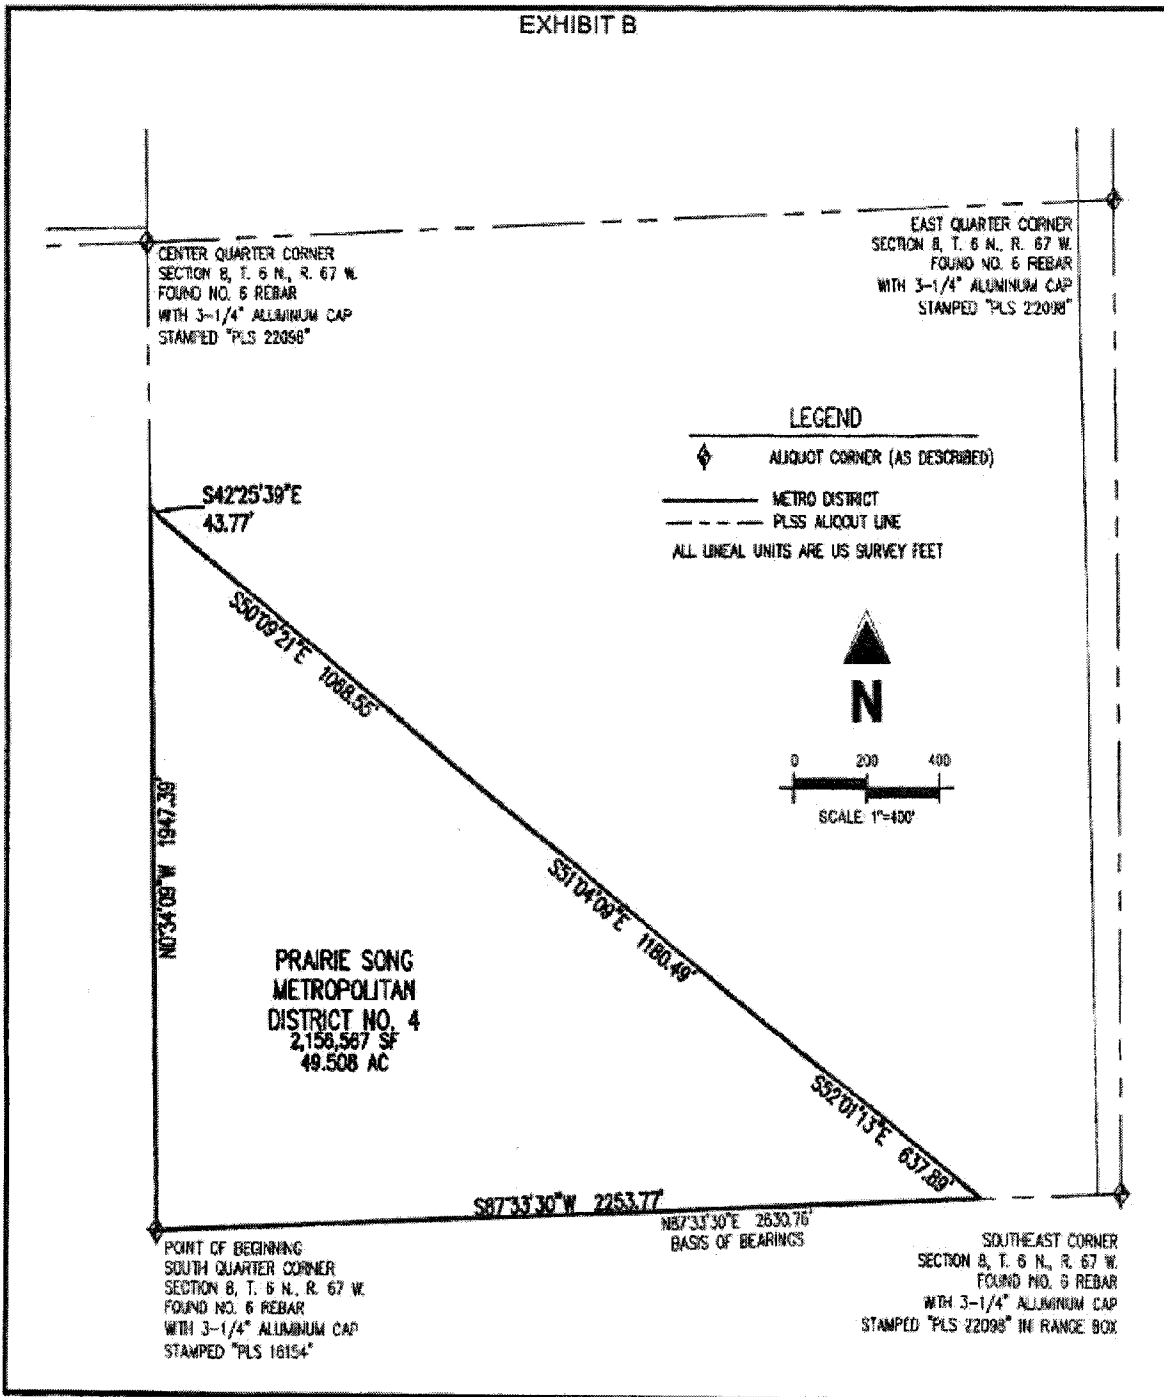 EXHIBIT B
CENTER QUARTER CORNER
SECTION 8, T. 6 N., R. 67 W.
FOUND NO. 6 REBAR
WITH 3-1/4" ALUMINUM CAP
STAMPED "PLS 22098"
EAST QUARTER CORNER
SECTION 8, T. 6 N., R. 67 W.
FOUND NO. 6 REBAR
WITH 3-1/4" ALUMINUM CAP
STAMPED "PLS 22098"
LEGEND
ALIQUOT CORNER (AS DESCRIBED)
METRO DISTRICT
PLSS ALIQOUT LINE
ALL LINEAL UNITS ARE US SURVEY FEET
S42°25'39"E
43.77'
S50°09'21"E 1068.55'
N
0 200 400
SCALE: 1"=400'
N0°34'09"W 1947.39'
S51°04'09"E 1180.49'
PRAIRIE SONG
METROPOLITAN
DISTRICT NO. 4
2,156,567 SF
49.508 AC
S52°01'13"E 637.89'
S87°33'30"W 2253.77'
N87°33'30"E 2630.76'
BASIS OF BEARINGS
POINT OF BEGINNING
SOUTH QUARTER CORNER
SECTION 8, T. 6 N., R. 67 W.
FOUND NO. 6 REBAR
WITH 3-1/4" ALUMINUM CAP
STAMPED "PLS 16154"
SOUTHEAST CORNER
SECTION 8, T. 6 N., R. 67 W.
FOUND NO. 6 REBAR
WITH 3-1/4" ALUMINUM CAP
STAMPED "PLS 22098" IN RANGE BOX